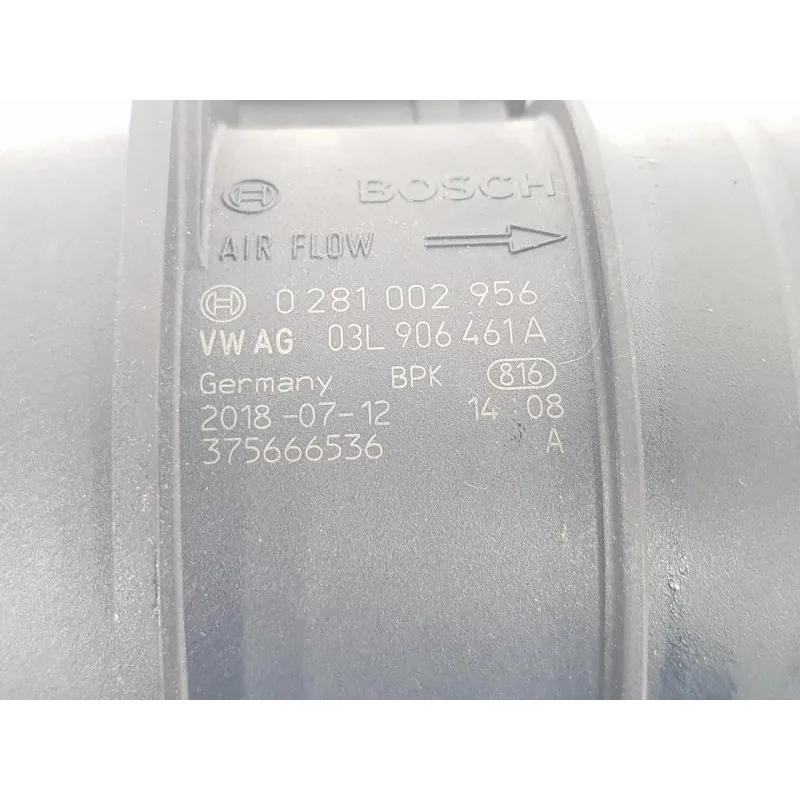 BOSCH
AIR FLOW
0 281 002 956
VW AG 03L 906 461 A
Germany BPK 816
2018-07-12 14:08
375666536 A